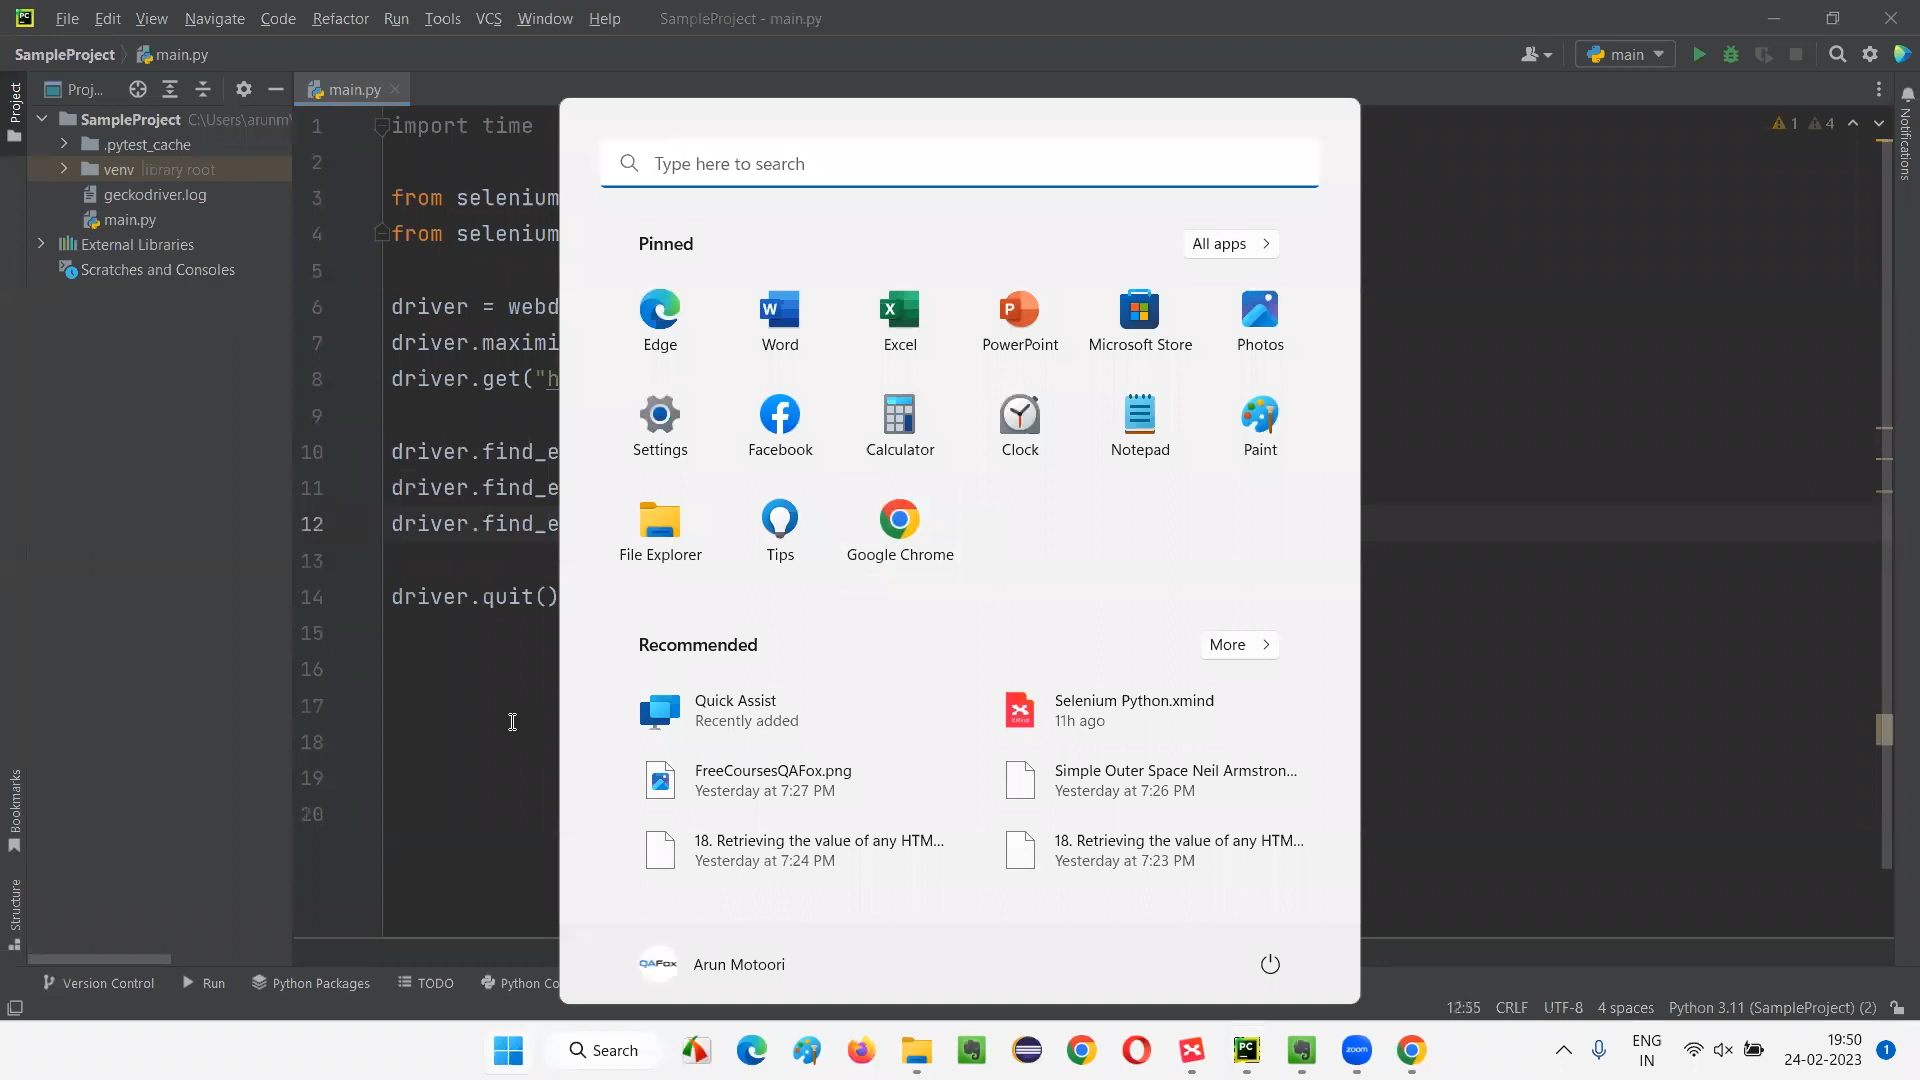 File Edit View Navigate Code Refactor Run Tools VCS Window Help SampleProject - main.py
SampleProject main.py main
Project Proj... main.py
SampleProject C:\Users\arunm
.pytest_cache
venv library root
geckodriver.log
main.py
External Libraries
Scratches and Consoles
1 import time
2
3 from selenium
4 from selenium
5
6 driver = webd
7 driver.maximi
8 driver.get("h
9
10 driver.find_e
11 driver.find_e
12 driver.find_e
13
14 driver.quit()
15
16
17
18
19
20
1 4
Notifications
Bookmarks
Structure
Type here to search
Pinned All apps
Edge Word Excel PowerPoint Microsoft Store Photos
Settings Facebook Calculator Clock Notepad Paint
File Explorer Tips Google Chrome
Recommended More
Quick Assist
Recently added
Selenium Python.xmind
11h ago
FreeCoursesQAFox.png
Yesterday at 7:27 PM
Simple Outer Space Neil Armstron...
Yesterday at 7:26 PM
18. Retrieving the value of any HTM...
Yesterday at 7:24 PM
18. Retrieving the value of any HTM...
Yesterday at 7:23 PM
QAFox Arun Motoori
Version Control Run Python Packages TODO Python Co
12:55 CRLF UTF-8 4 spaces Python 3.11 (SampleProject) (2)
Search zoom
ENG
IN
19:50
24-02-2023
1